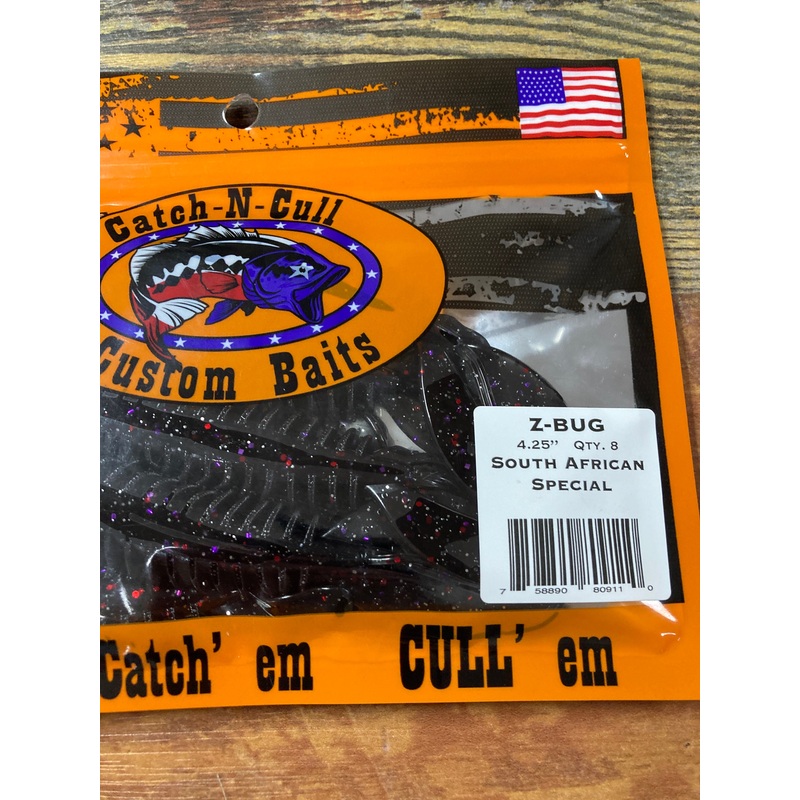 Catch-N-Cull
Custom Baits
Z-BUG
4.25" QTY. 8
SOUTH AFRICAN
SPECIAL
7 58890 80911 0
Catch' em CULL' em